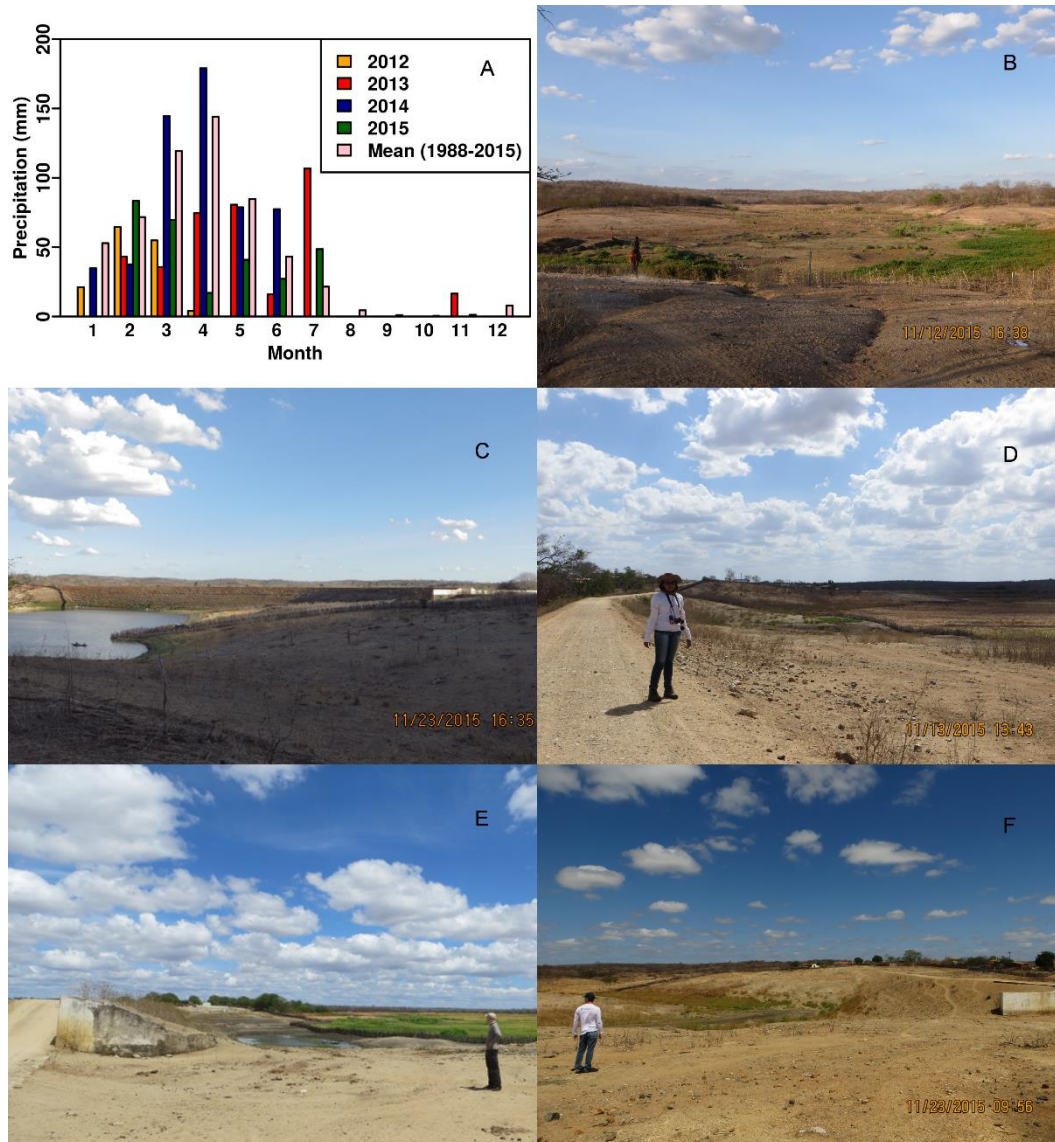 A
Precipitation (mm)
200
150
100
50
0
2012
2013
2014
2015
Mean (1988-2015)
1 2 3 4 5 6 7 8 9 10 11 12
Month
B
11/12/2015 16:38
C
11/23/2015 16:35
D
11/13/2015 13:43
E
F
11/23/2015 09:56